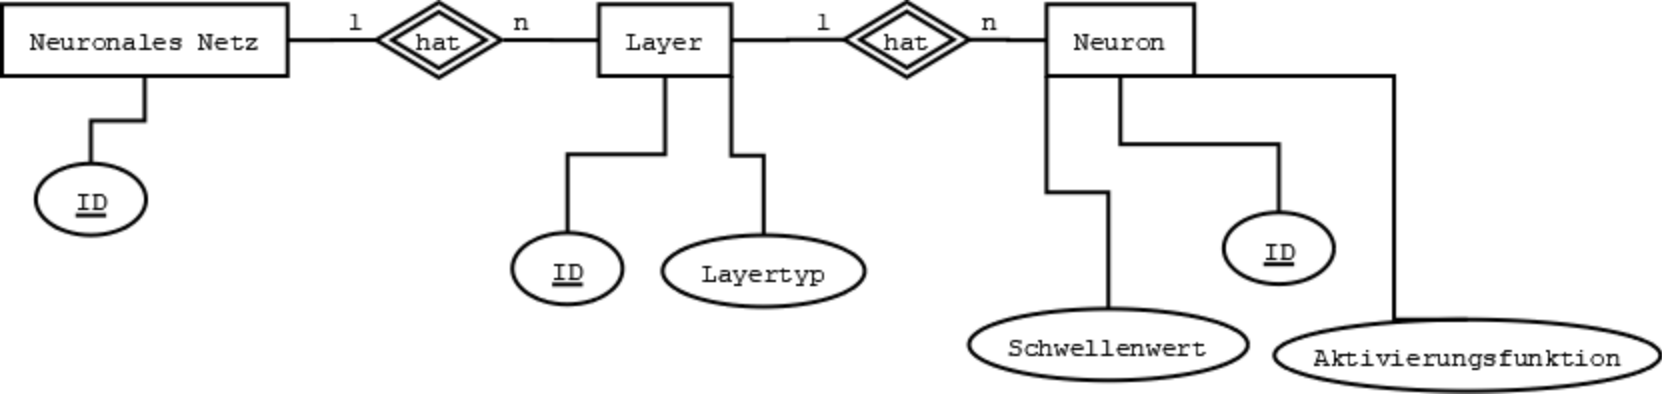 Neuronales Netz
1
hat
n
Layer
1
hat
n
Neuron
ID
ID
Layertyp
ID
Schwellenwert
Aktivierungsfunktion